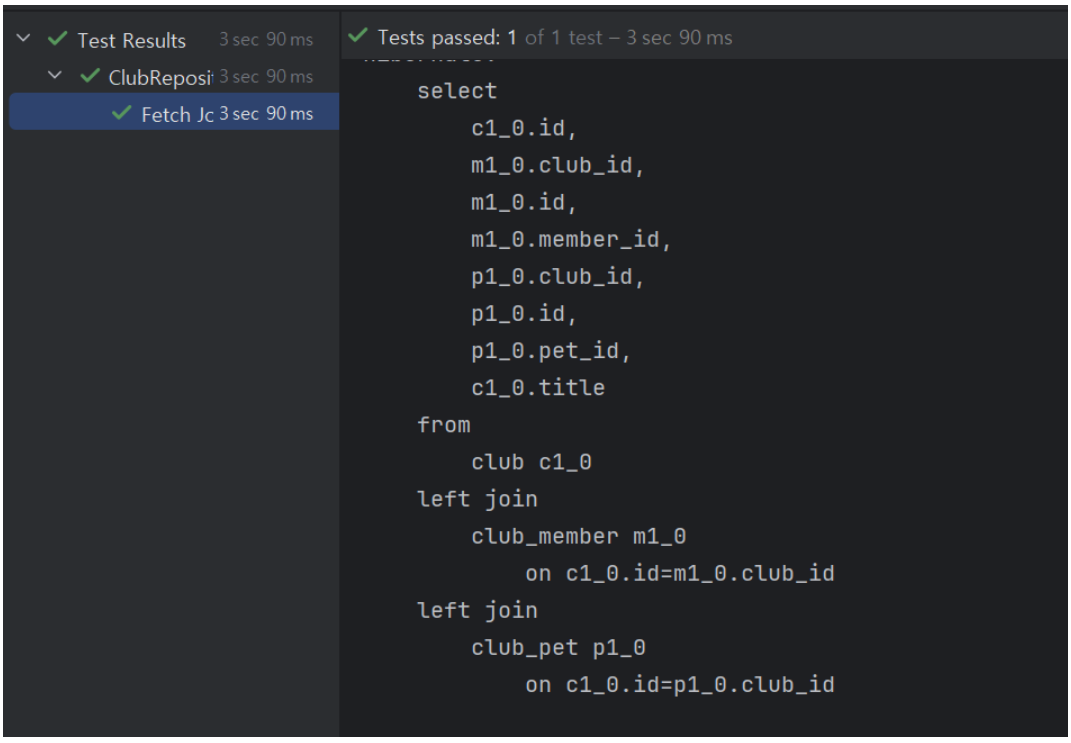 Test Results 3 sec 90 ms
ClubReposit 3 sec 90 ms
Fetch Jo 3 sec 90 ms
Tests passed: 1 of 1 test – 3 sec 90 ms
select
c1_0.id,
m1_0.club_id,
m1_0.id,
m1_0.member_id,
p1_0.club_id,
p1_0.id,
p1_0.pet_id,
c1_0.title
from
club c1_0
left join
club_member m1_0
on c1_0.id=m1_0.club_id
left join
club_pet p1_0
on c1_0.id=p1_0.club_id